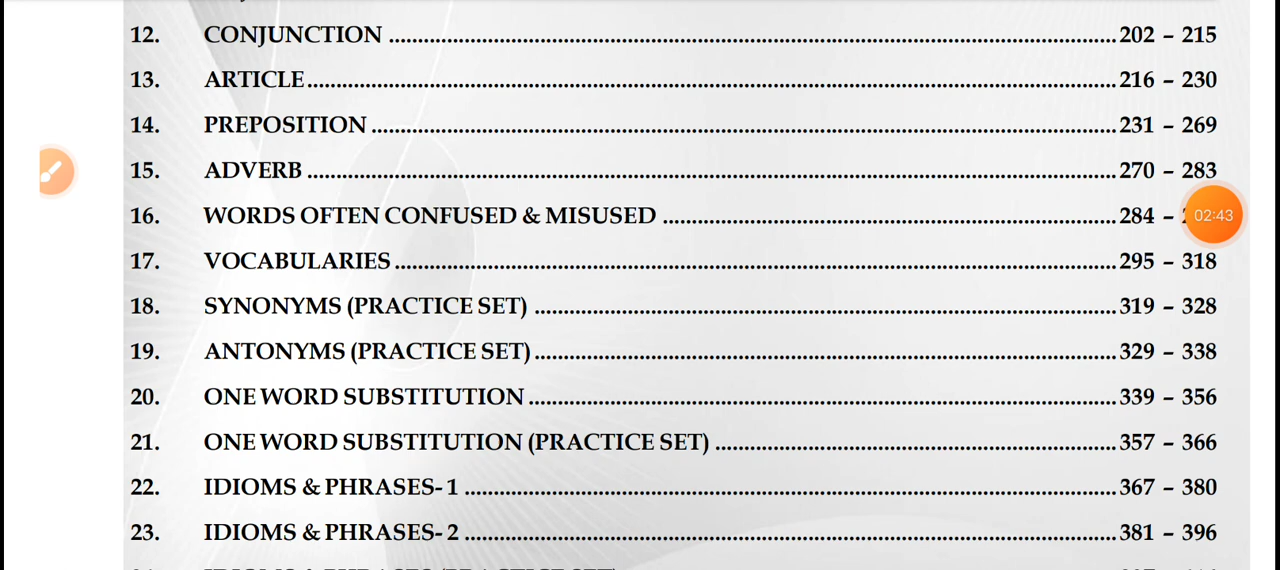 12. CONJUNCTION ........ 202 – 215
13. ARTICLE ........ 216 – 230
14. PREPOSITION ........ 231 – 269
15. ADVERB ........ 270 – 283
16. WORDS OFTEN CONFUSED & MISUSED ........ 284 –
02:43
17. VOCABULARIES ........ 295 – 318
18. SYNONYMS (PRACTICE SET) ........ 319 – 328
19. ANTONYMS (PRACTICE SET) ........ 329 – 338
20. ONE WORD SUBSTITUTION ........ 339 – 356
21. ONE WORD SUBSTITUTION (PRACTICE SET) ........ 357 – 366
22. IDIOMS & PHRASES- 1 ........ 367 – 380
23. IDIOMS & PHRASES- 2 ........ 381 – 396